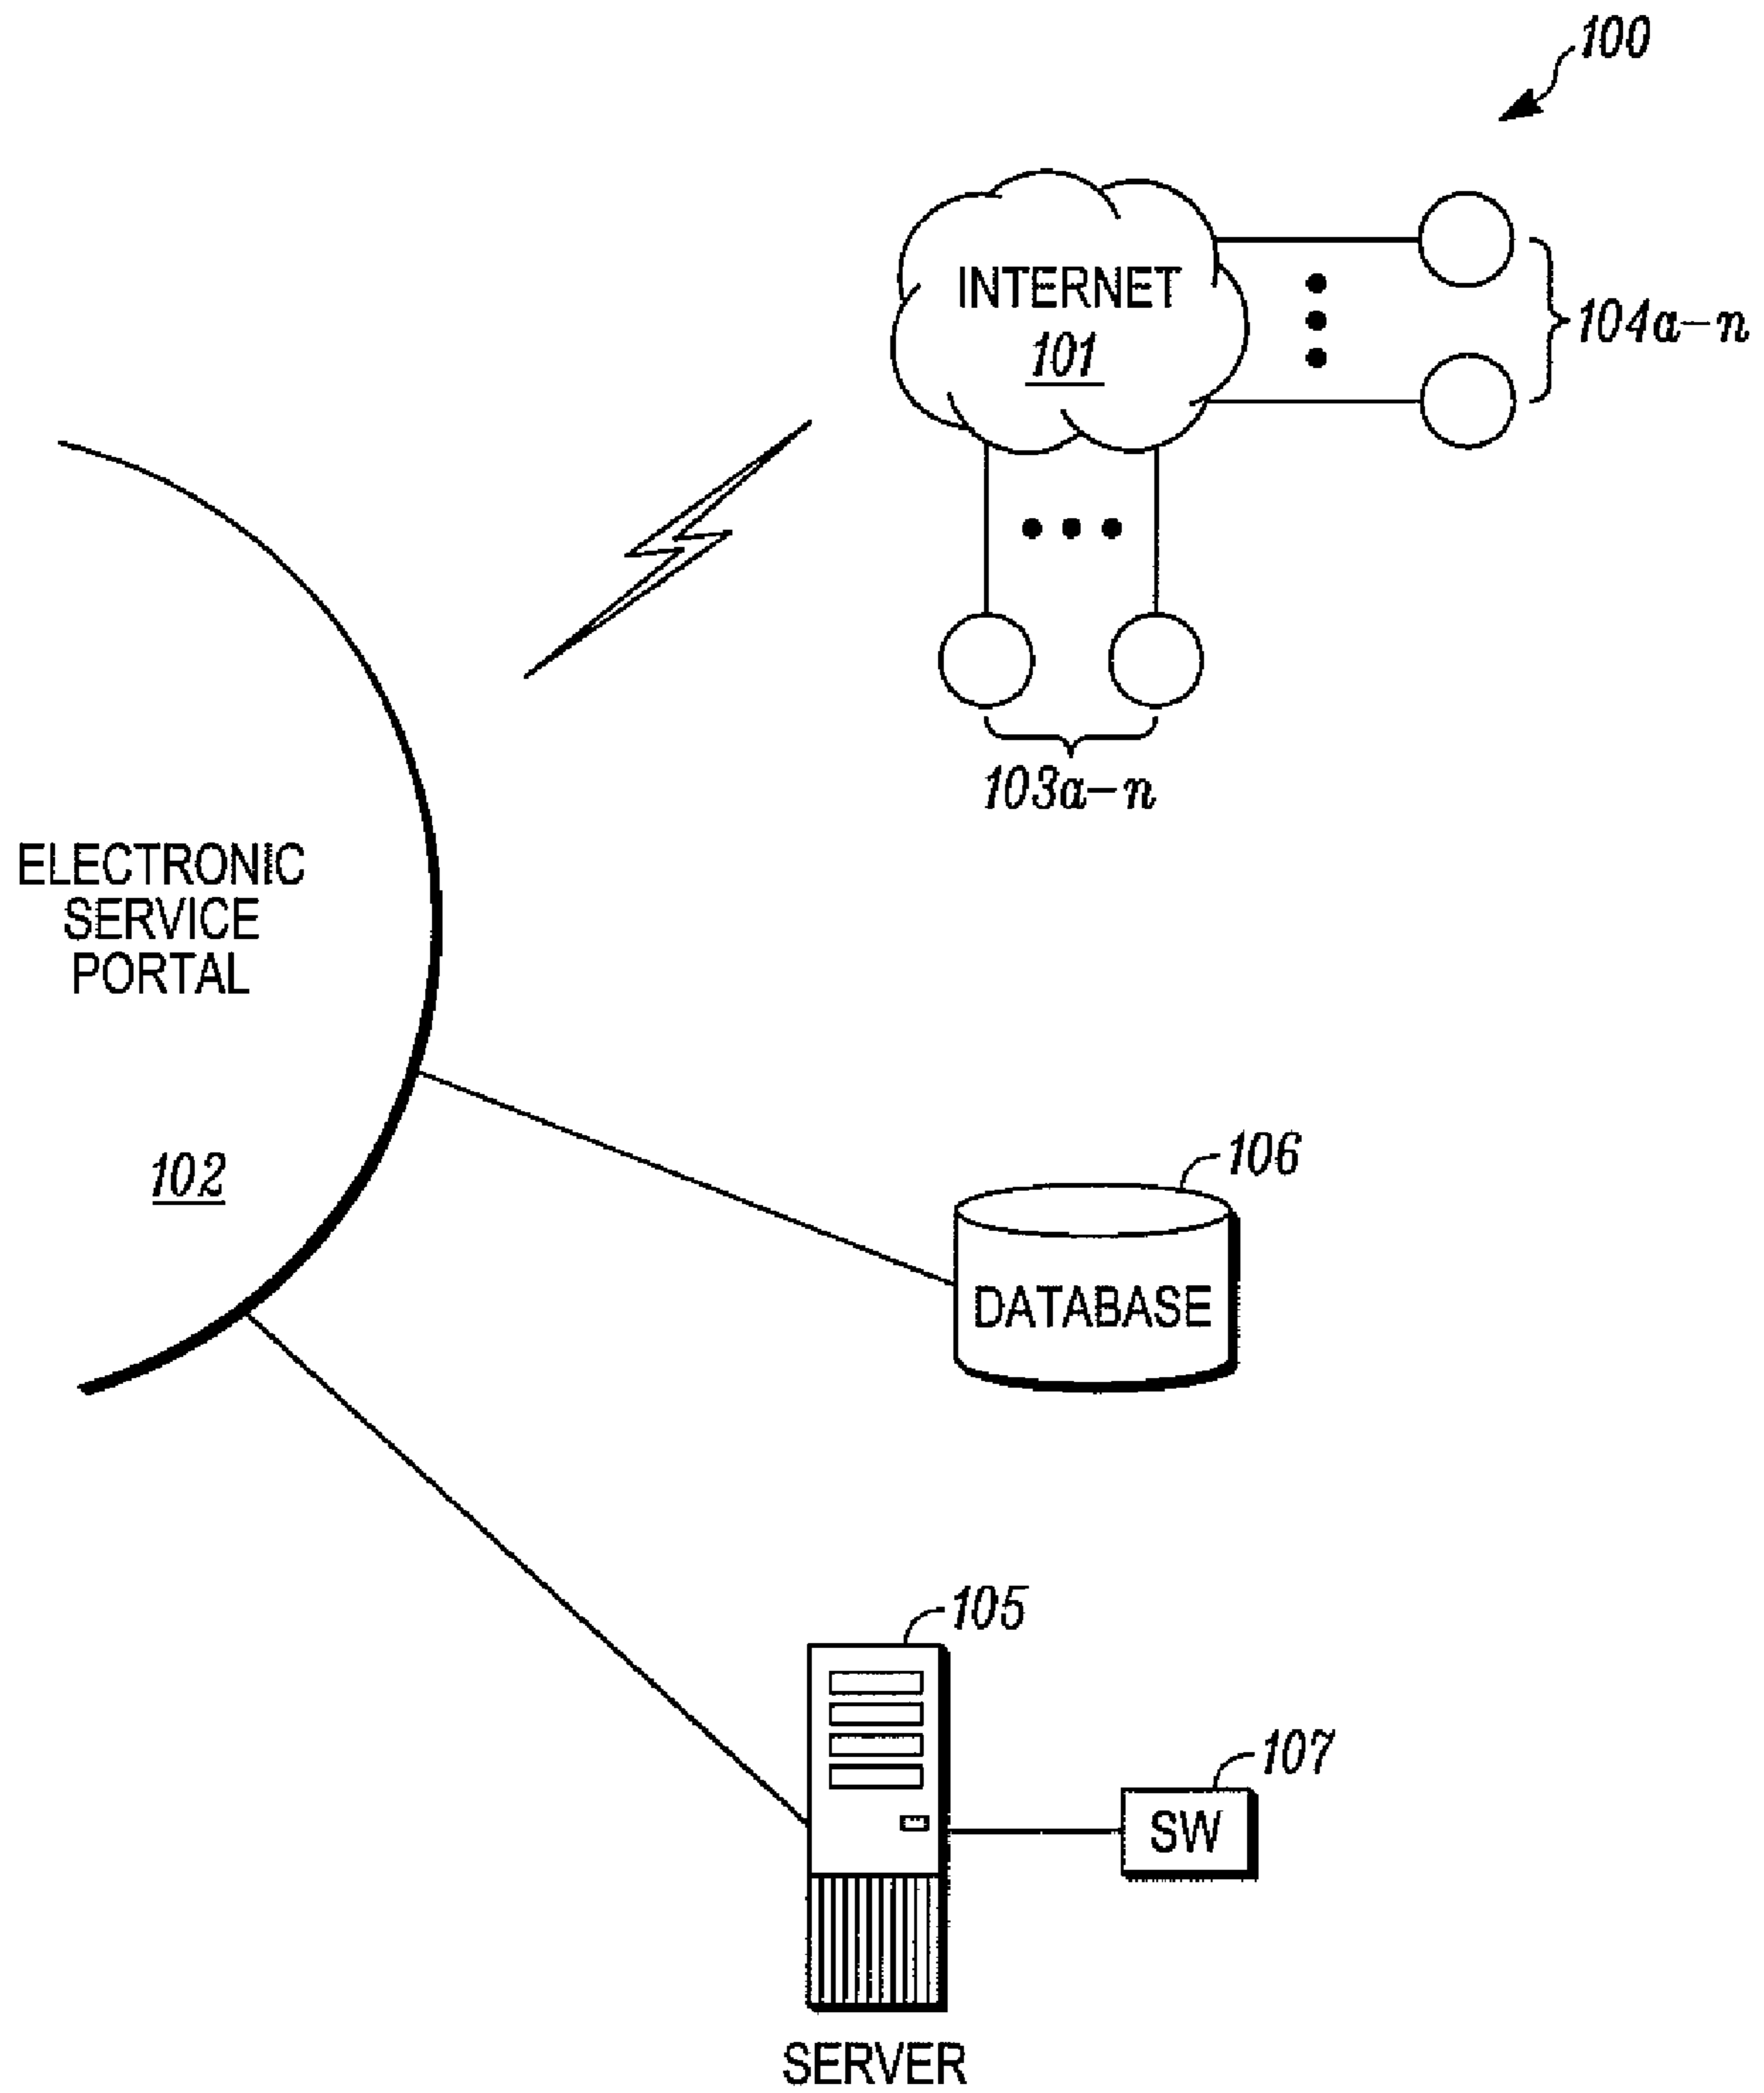 100
INTERNET
101
104a-n
103a-n
ELECTRONIC
SERVICE
PORTAL
102
106
DATABASE
105
107
SW
SERVER